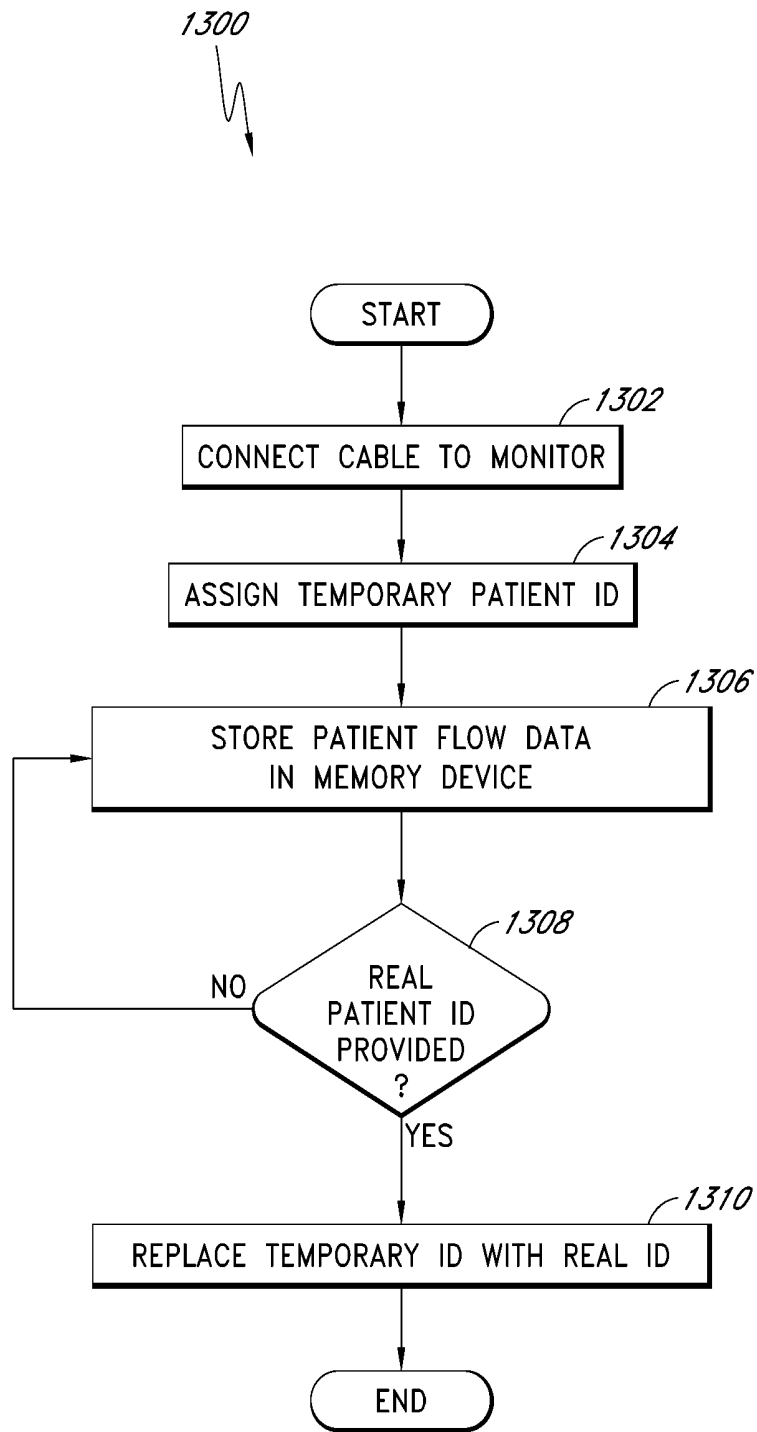 1300
START
1302
CONNECT CABLE TO MONITOR
1304
ASSIGN TEMPORARY PATIENT ID
1306
STORE PATIENT FLOW DATA
IN MEMORY DEVICE
1308
REAL
PATIENT ID
PROVIDED
?
NO
YES
1310
REPLACE TEMPORARY ID WITH REAL ID
END